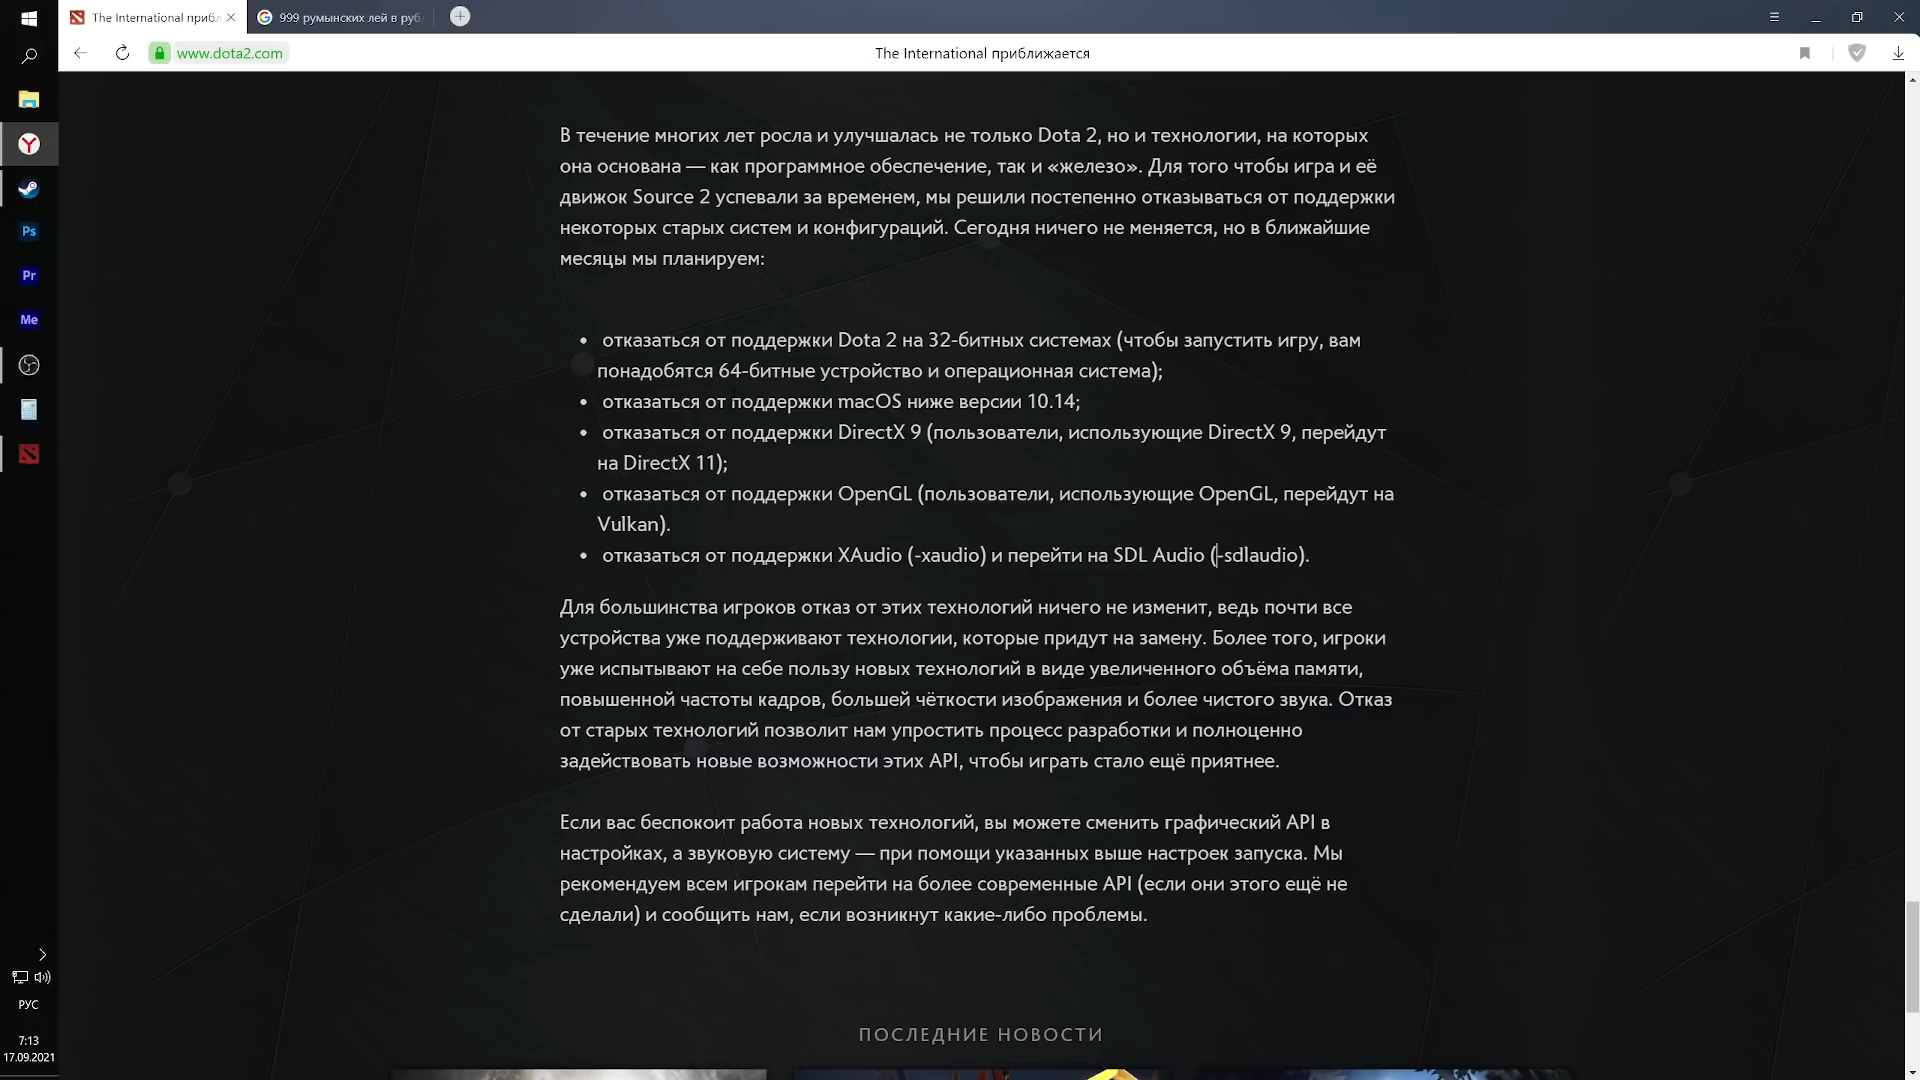 The International прибл
999 румынских лей в руб
www.dota2.com
The International приближается
В течение многих лет росла и улучшалась не только Dota 2, но и технологии, на которых
она основана — как программное обеспечение, так и «железо». Для того чтобы игра и её
движок Source 2 успевали за временем, мы решили постепенно отказываться от поддержки
некоторых старых систем и конфигураций. Сегодня ничего не меняется, но в ближайшие
месяцы мы планируем:
• отказаться от поддержки Dota 2 на 32-битных системах (чтобы запустить игру, вам
понадобятся 64-битные устройство и операционная система);
• отказаться от поддержки macOS ниже версии 10.14;
• отказаться от поддержки DirectX 9 (пользователи, использующие DirectX 9, перейдут
на DirectX 11);
• отказаться от поддержки OpenGL (пользователи, использующие OpenGL, перейдут на
Vulkan).
• отказаться от поддержки XAudio (-xaudio) и перейти на SDL Audio (-sdlaudio).
Для большинства игроков отказ от этих технологий ничего не изменит, ведь почти все
устройства уже поддерживают технологии, которые придут на замену. Более того, игроки
уже испытывают на себе пользу новых технологий в виде увеличенного объёма памяти,
повышенной частоты кадров, большей чёткости изображения и более чистого звука. Отказ
от старых технологий позволит нам упростить процесс разработки и полноценно
задействовать новые возможности этих API, чтобы играть стало ещё приятнее.
Если вас беспокоит работа новых технологий, вы можете сменить графический API в
настройках, а звуковую систему — при помощи указанных выше настроек запуска. Мы
рекомендуем всем игрокам перейти на более современные API (если они этого ещё не
сделали) и сообщить нам, если возникнут какие-либо проблемы.
ПОСЛЕДНИЕ НОВОСТИ
Ps
Pr
Me
РУС
7:13
17.09.2021